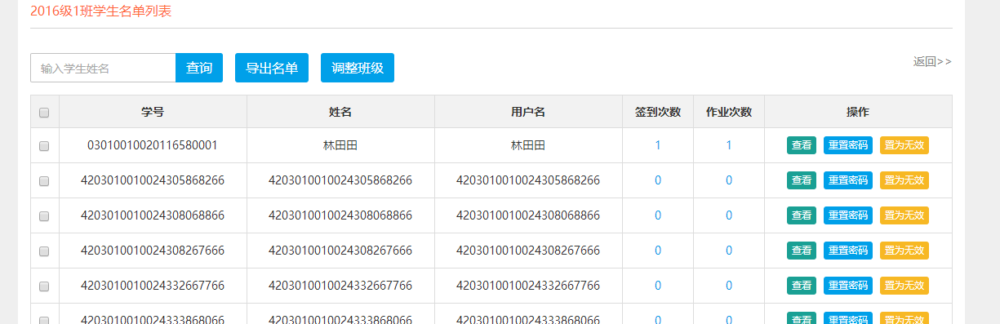 2016级1班学生名单列表
输入学生姓名 查询 导出名单 调整班级 返回>>
学号 姓名 用户名 签到次数 作业次数 操作
03010010020116580001 林田田 林田田 1 1 查看 重置密码 置为无效
4203010010024305868266 4203010010024305868266 4203010010024305868266 0 0 查看 重置密码 置为无效
4203010010024308068866 4203010010024308068866 4203010010024308068866 0 0 查看 重置密码 置为无效
4203010010024308267666 4203010010024308267666 4203010010024308267666 0 0 查看 重置密码 置为无效
4203010010024332667766 4203010010024332667766 4203010010024332667766 0 0 查看 重置密码 置为无效
4203010010024333868066 4203010010024333868066 4203010010024333868066 0 0 查看 重置密码 置为无效